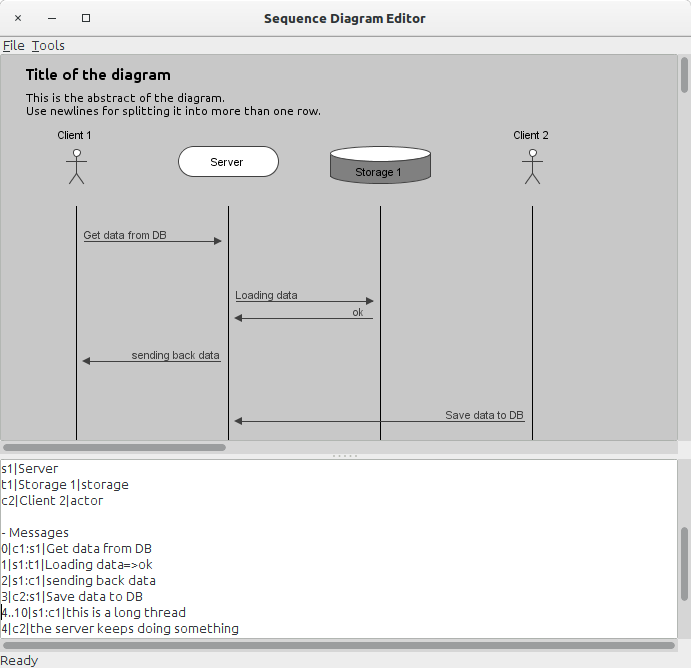 Sequence Diagram Editor
File Tools
Title of the diagram
This is the abstract of the diagram.
Use newlines for splitting it into more than one row.
Client 1
Client 2
Server
Storage 1
Get data from DB
Loading data
ok
sending back data
Save data to DB
s1|Server
t1|Storage 1|storage
c2|Client 2|actor
- Messages
0|c1:s1|Get data from DB
1|s1:t1|Loading data=>ok
2|s1:c1|sending back data
3|c2:s1|Save data to DB
4..10|s1:c1|this is a long thread
4|c2|the server keeps doing something
Ready